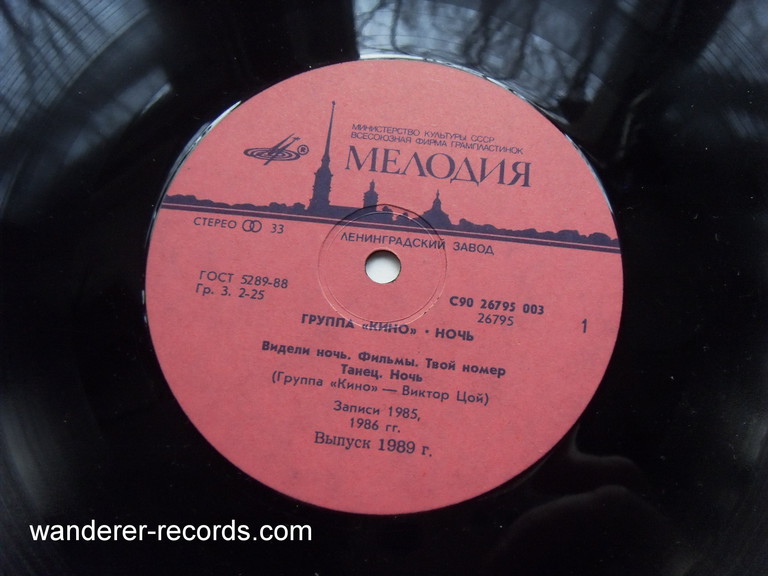 МИНИСТЕРСТВО КУЛЬТУРЫ СССР
ВСЕСОЮЗНАЯ ФИРМА ГРАМПЛАСТИНОК
® МЕЛОДИЯ
СТЕРЕО 33
ЛЕНИНГРАДСКИЙ ЗАВОД
ГОСТ 5289-88
Гр. 3. 2-25
С90 26795 003
26795
1
ГРУППА «КИНО» · НОЧЬ
Видели ночь. Фильмы. Твой номер
Танец. Ночь
(Группа «Кино» — Виктор Цой)
Записи 1985,
1986 гг.
Выпуск 1989 г.
wanderer-records.com